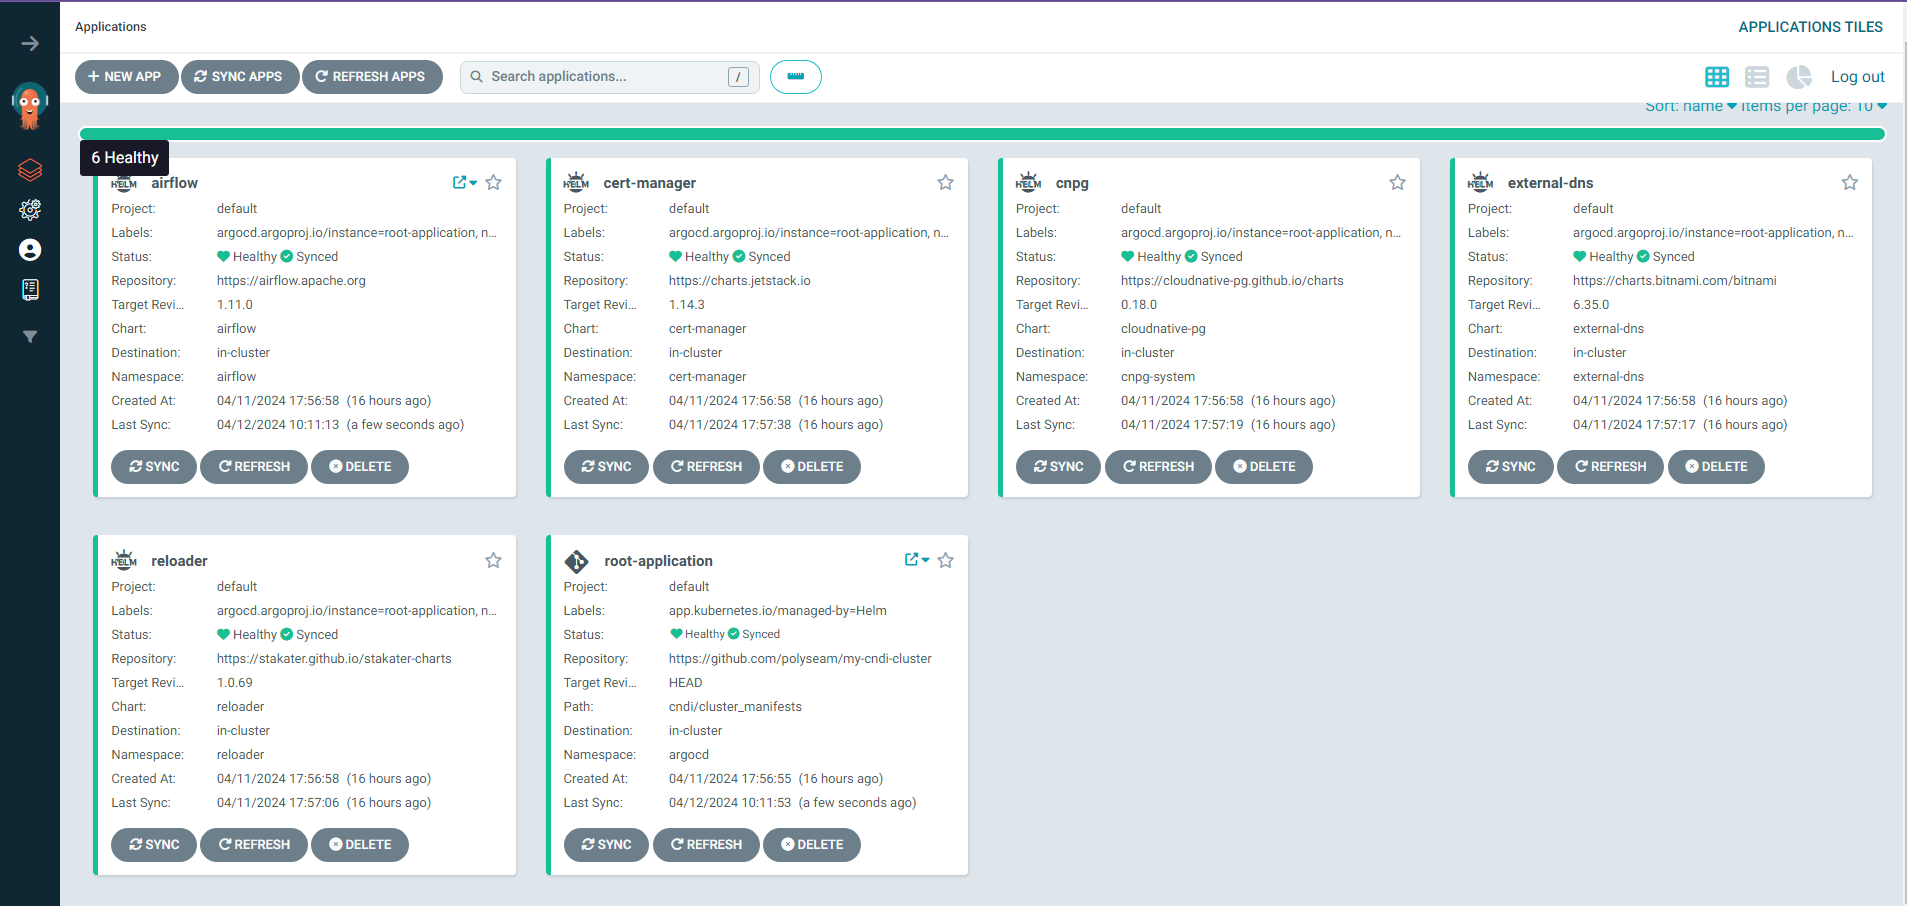 Applications
APPLICATIONS TILES
NEW APP
SYNC APPS
REFRESH APPS
Search applications...
/
Log out
Sort: name
Items per page: 10
6 Healthy
HELM
airflow
Project: default
Labels: argocd.argoproj.io/instance=root-application, n...
Status: Healthy Synced
Repository: https://airflow.apache.org
Target Revi... 1.11.0
Chart: airflow
Destination: in-cluster
Namespace: airflow
Created At: 04/11/2024 17:56:58 (16 hours ago)
Last Sync: 04/12/2024 10:11:13 (a few seconds ago)
SYNC REFRESH DELETE
HELM
cert-manager
Project: default
Labels: argocd.argoproj.io/instance=root-application, n...
Status: Healthy Synced
Repository: https://charts.jetstack.io
Target Revi... 1.14.3
Chart: cert-manager
Destination: in-cluster
Namespace: cert-manager
Created At: 04/11/2024 17:56:58 (16 hours ago)
Last Sync: 04/11/2024 17:57:38 (16 hours ago)
SYNC REFRESH DELETE
HELM
cnpg
Project: default
Labels: argocd.argoproj.io/instance=root-application, n...
Status: Healthy Synced
Repository: https://cloudnative-pg.github.io/charts
Target Revi... 0.18.0
Chart: cloudnative-pg
Destination: in-cluster
Namespace: cnpg-system
Created At: 04/11/2024 17:56:58 (16 hours ago)
Last Sync: 04/11/2024 17:57:19 (16 hours ago)
SYNC REFRESH DELETE
HELM
external-dns
Project: default
Labels: argocd.argoproj.io/instance=root-application, n...
Status: Healthy Synced
Repository: https://charts.bitnami.com/bitnami
Target Revi... 6.35.0
Chart: external-dns
Destination: in-cluster
Namespace: external-dns
Created At: 04/11/2024 17:56:58 (16 hours ago)
Last Sync: 04/11/2024 17:57:17 (16 hours ago)
SYNC REFRESH DELETE
HELM
reloader
Project: default
Labels: argocd.argoproj.io/instance=root-application, n...
Status: Healthy Synced
Repository: https://stakater.github.io/stakater-charts
Target Revi... 1.0.69
Chart: reloader
Destination: in-cluster
Namespace: reloader
Created At: 04/11/2024 17:56:58 (16 hours ago)
Last Sync: 04/11/2024 17:57:06 (16 hours ago)
SYNC REFRESH DELETE
root-application
Project: default
Labels: app.kubernetes.io/managed-by=Helm
Status: Healthy Synced
Repository: https://github.com/polyseam/my-cndi-cluster
Target Revi... HEAD
Path: cndi/cluster_manifests
Destination: in-cluster
Namespace: argocd
Created At: 04/11/2024 17:56:55 (16 hours ago)
Last Sync: 04/12/2024 10:11:53 (a few seconds ago)
SYNC REFRESH DELETE